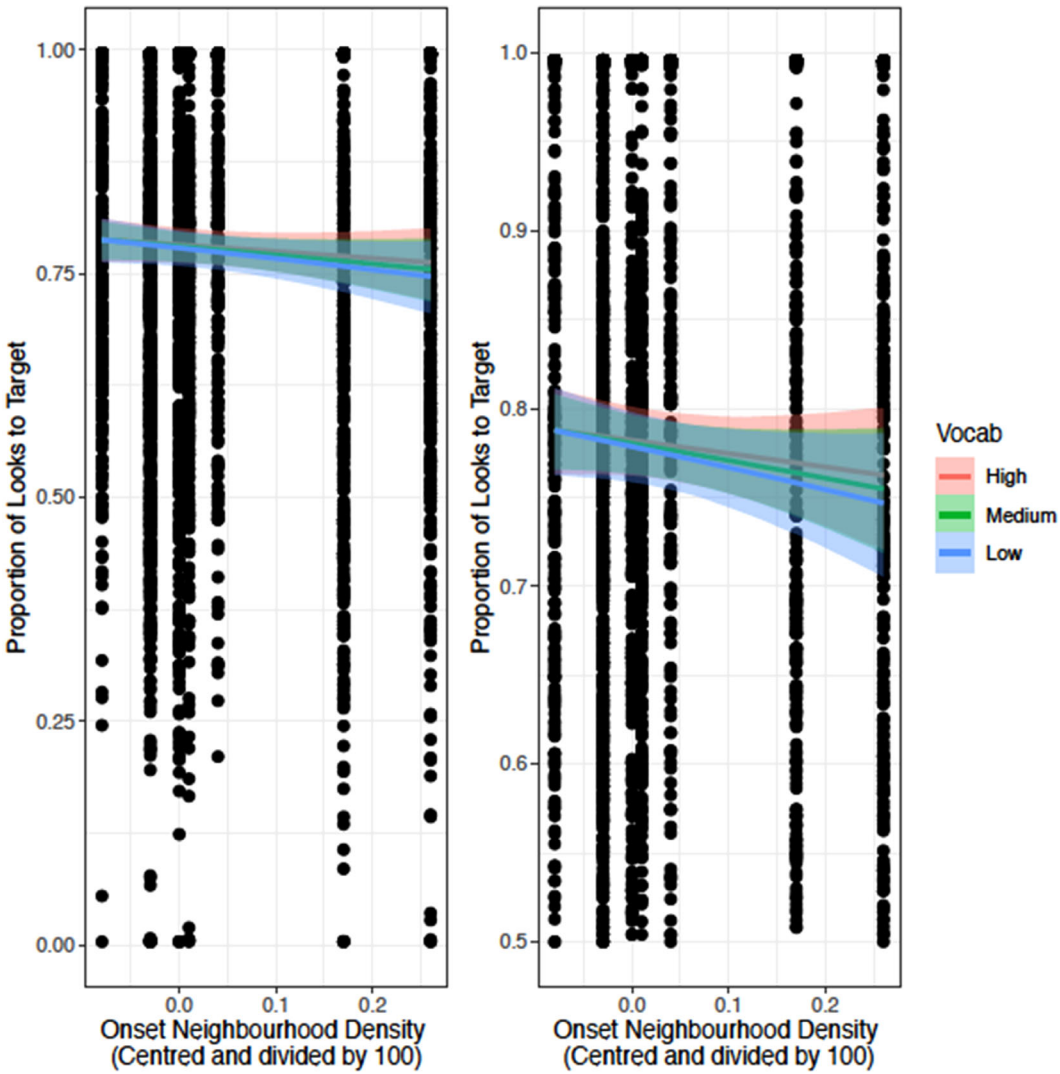 Proportion of Looks to Target
1.00
0.75
0.50
0.25
0.00
0.0 0.1 0.2
Onset Neighbourhood Density
(Centred and divided by 100)
Proportion of Looks to Target
1.0
0.9
0.8
0.7
0.6
0.5
0.0 0.1 0.2
Onset Neighbourhood Density
(Centred and divided by 100)
Vocab
High
Medium
Low